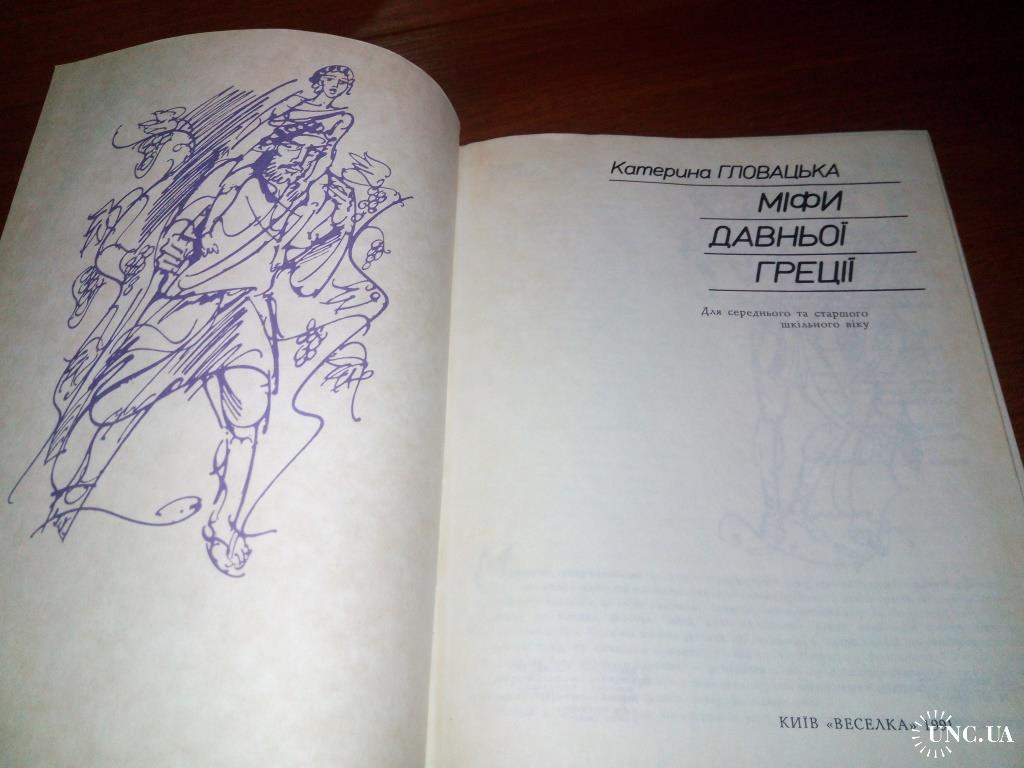 Катерина ГЛОВАЦЬКА
МІФИ
ДАВНЬОЇ
ГРЕЦІЇ
Для середнього та старшого
шкільного віку
КИЇВ «ВЕСЕЛКА» 1991
UNC.UA